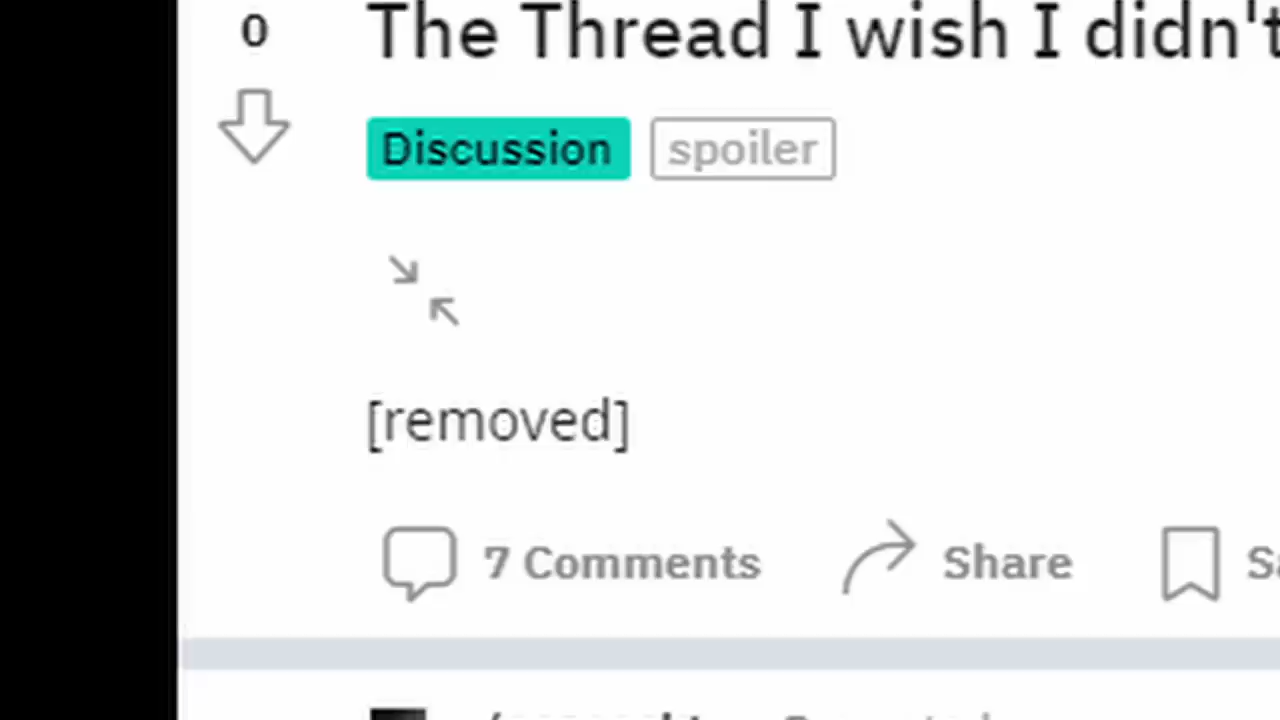 0
The Thread I wish I didn't
Discussion spoiler
[removed]
7 Comments Share